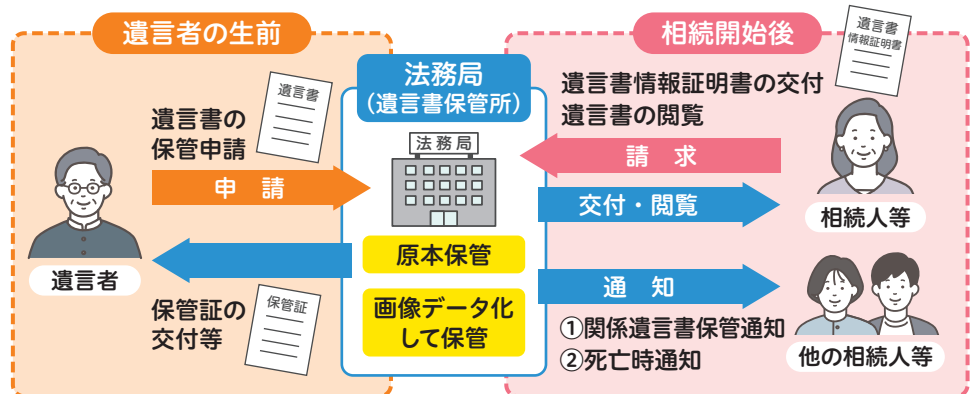 遺言者の生前
遺言書の
保管申請
遺言書
申 請
遺言者
保管証の
交付等
保管証
法務局
（遺言書保管所）
法務局
原本保管
画像データ化
して保管
相続開始後
遺言書
情報証明書
遺言書情報証明書の交付
遺言書の閲覧
請 求
交付・閲覧
相続人等
通 知
①関係遺言書保管通知
②死亡時通知
他の相続人等